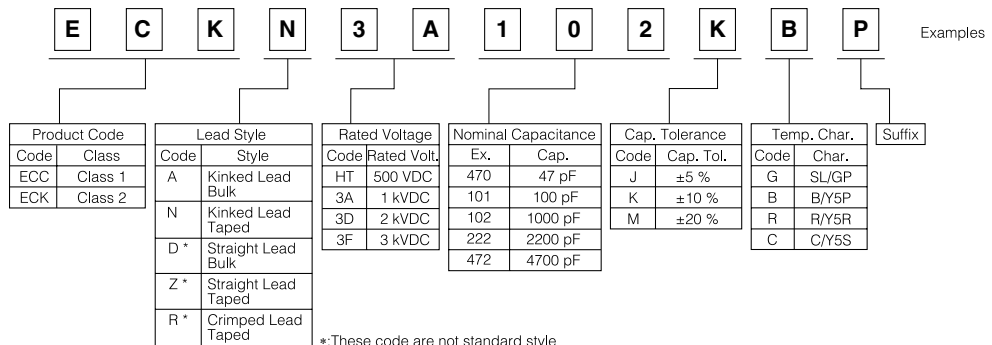 E C K N 3 A 1 0 2 K B P Examples
Product Code
Code Class
ECC Class 1
ECK Class 2
Lead Style
Code Style
A Kinked Lead
Bulk
N Kinked Lead
Taped
D * Straight Lead
Bulk
Z * Straight Lead
Taped
R * Crimped Lead
Taped
Rated Voltage
Code Rated Volt.
HT 500 VDC
3A 1 kVDC
3D 2 kVDC
3F 3 kVDC
Nominal Capacitance
Ex. Cap.
470 47 pF
101 100 pF
102 1000 pF
222 2200 pF
472 4700 pF
Cap. Tolerance
Code Cap. Tol.
J ±5 %
K ±10 %
M ±20 %
Temp. Char.
Code Char.
G SL/GP
B B/Y5P
R R/Y5R
C C/Y5S
Suffix
*:These code are not standard style